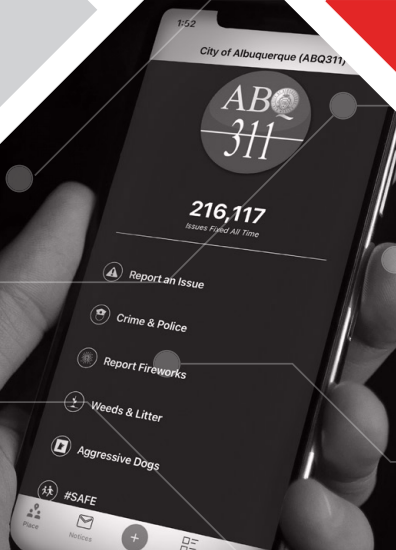 1:52
City of Albuquerque (ABQ311)
ABQ
311
216,117
Issues Fixed All Time
Report an Issue
Crime & Police
Report Fireworks
Weeds & Litter
Aggressive Dogs
#SAFE
Place
Notices